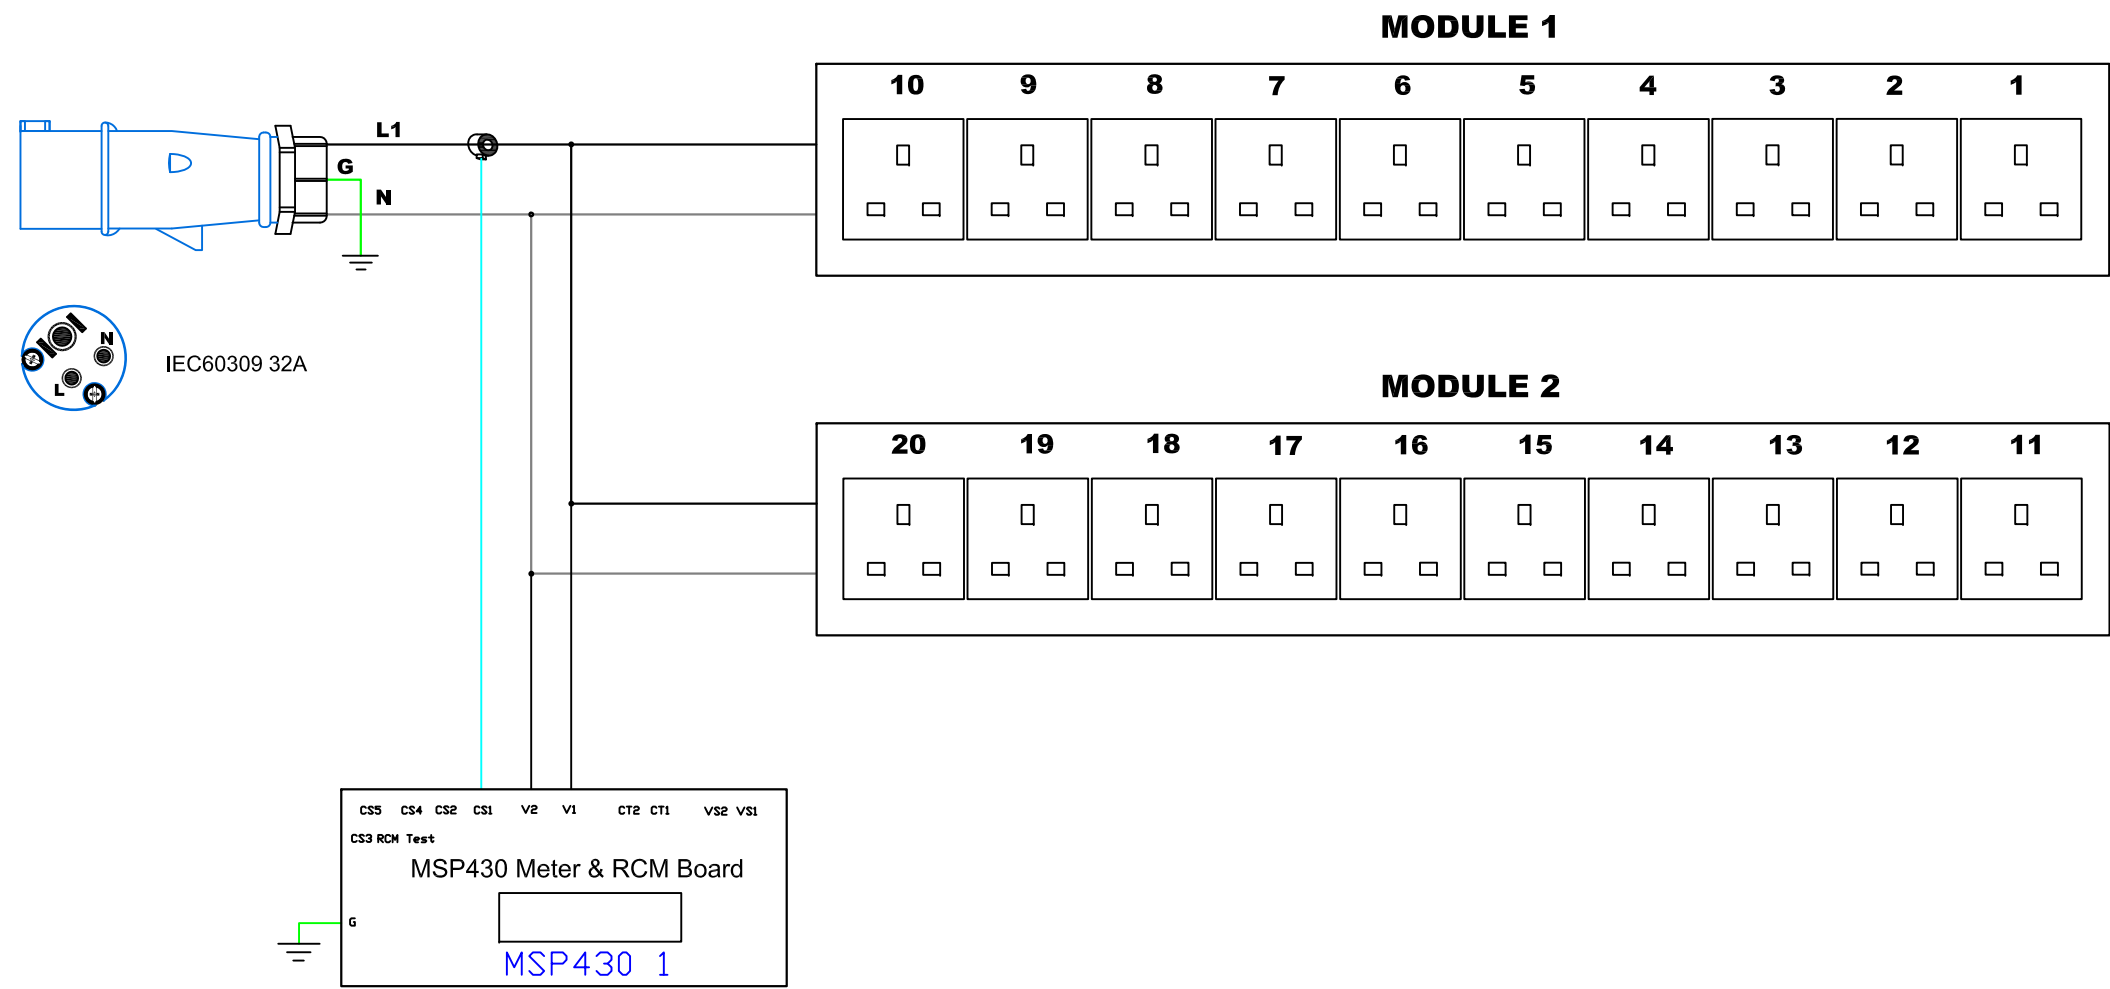 MODULE 1
10 9 8 7 6 5 4 3 2 1
L1
G
N
N
L
IEC60309 32A
MODULE 2
20 19 18 17 16 15 14 13 12 11
CS5 CS4 CS2 CS1 V2 V1 CT2 CT1 VS2 VS1
CS3 RCM Test
MSP430 Meter & RCM Board
G
MSP430 1